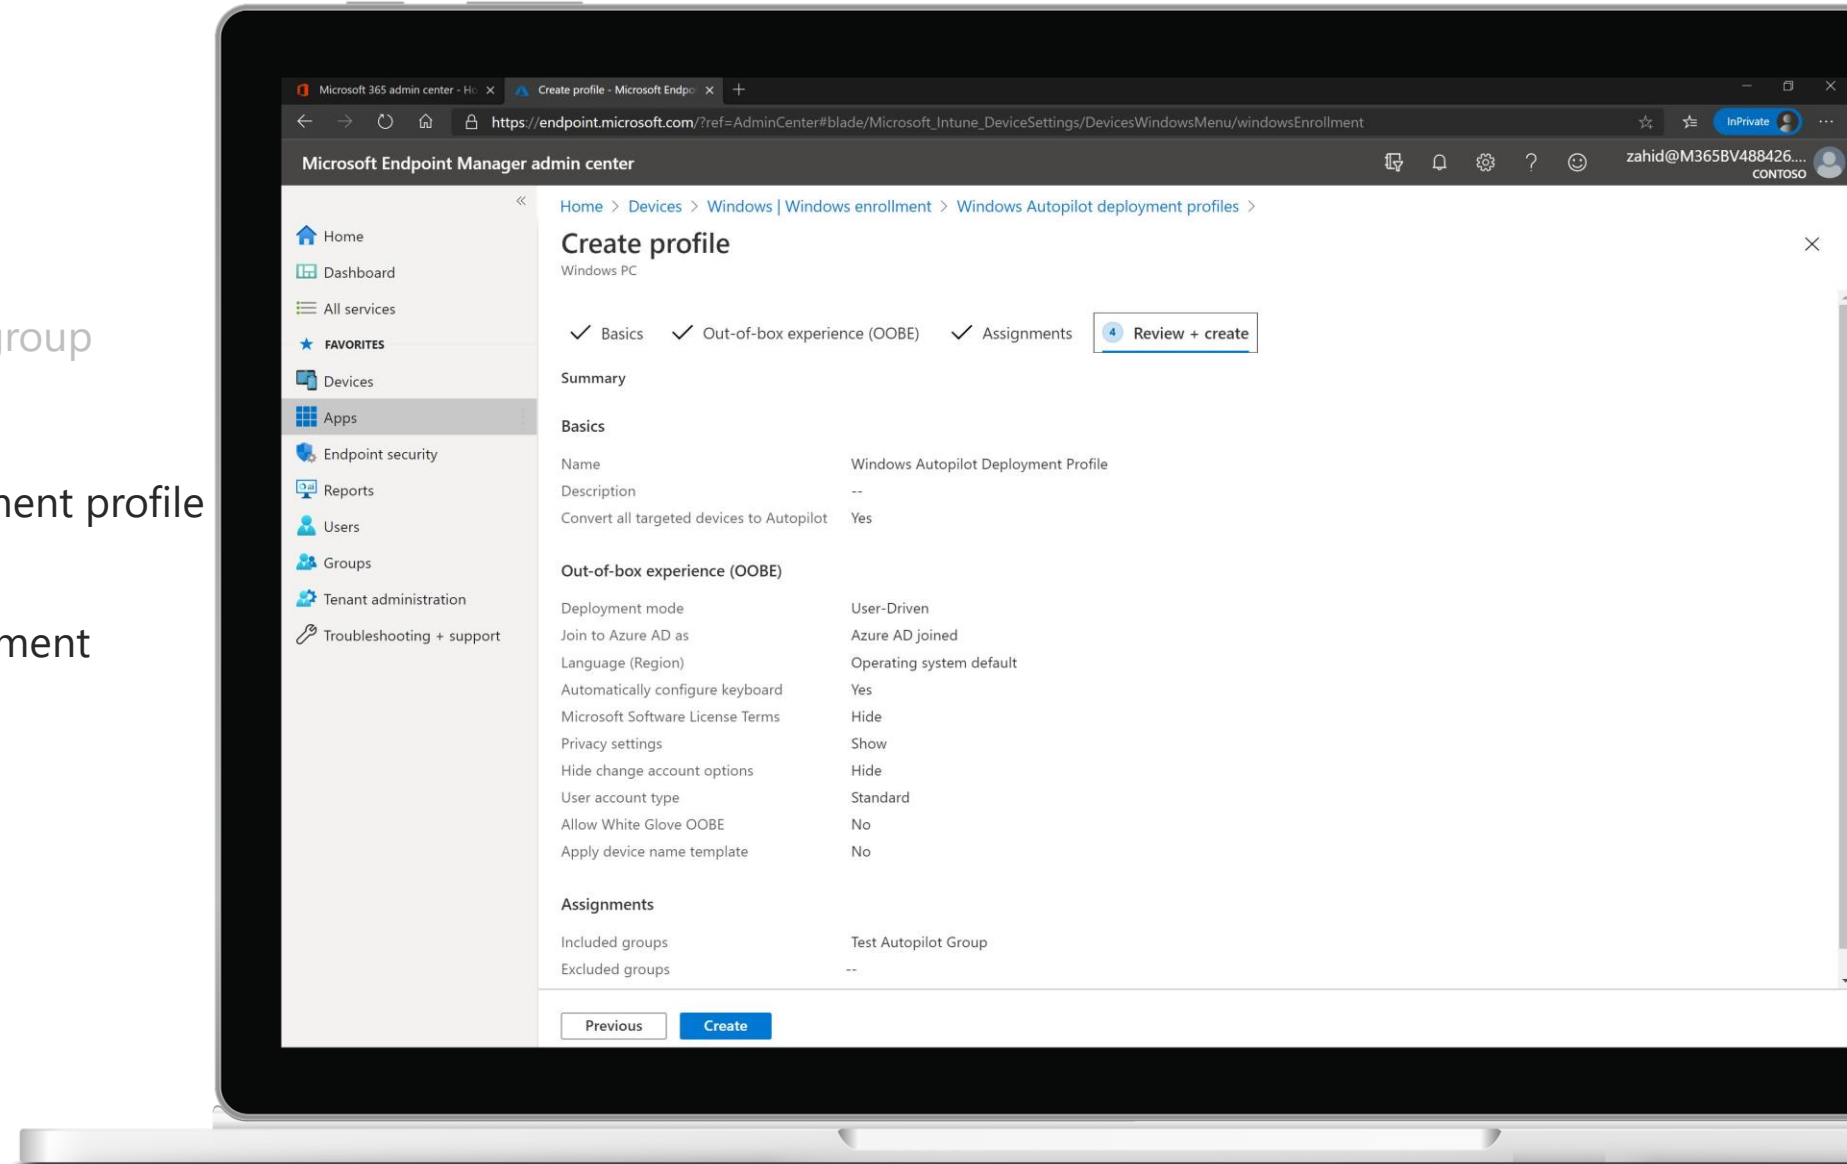 group
ment profile
ment
Microsoft 365 admin center - Ho
Create profile - Microsoft Endpo
https://endpoint.microsoft.com/?ref=AdminCenter#blade/Microsoft_Intune_DeviceSettings/DevicesWindowsMenu/windowsEnrollment
InPrivate
Microsoft Endpoint Manager admin center
zahid@M365BV488426....
CONTOSO
Home
Dashboard
All services
FAVORITES
Devices
Apps
Endpoint security
Reports
Users
Groups
Tenant administration
Troubleshooting + support
Home > Devices > Windows | Windows enrollment > Windows Autopilot deployment profiles >
Create profile
Windows PC
Basics Out-of-box experience (OOBE) Assignments 4 Review + create
Summary
Basics
Name Windows Autopilot Deployment Profile
Description --
Convert all targeted devices to Autopilot Yes
Out-of-box experience (OOBE)
Deployment mode User-Driven
Join to Azure AD as Azure AD joined
Language (Region) Operating system default
Automatically configure keyboard Yes
Microsoft Software License Terms Hide
Privacy settings Show
Hide change account options Hide
User account type Standard
Allow White Glove OOBE No
Apply device name template No
Assignments
Included groups Test Autopilot Group
Excluded groups --
Previous Create